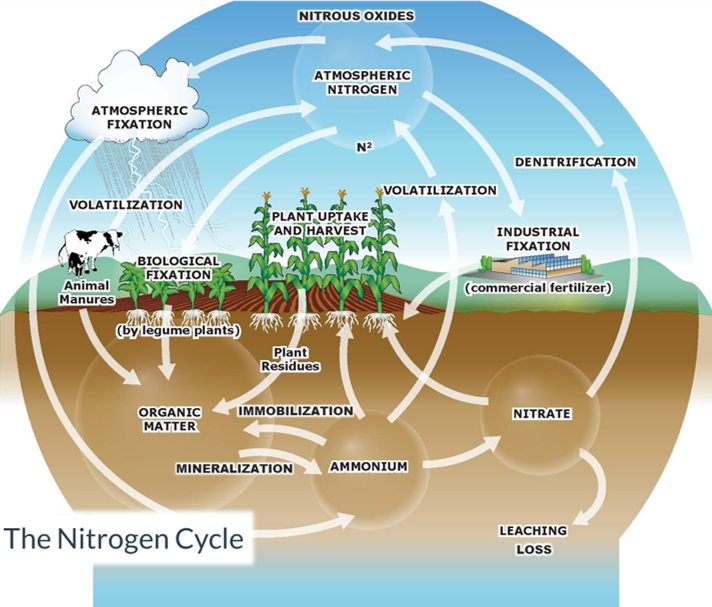 NITROUS OXIDES
ATMOSPHERIC
NITROGEN
ATMOSPHERIC
FIXATION
N²
DENITRIFICATION
VOLATILIZATION
VOLATILIZATION
PLANT UPTAKE
AND HARVEST
INDUSTRIAL
FIXATION
(commercial fertilizer)
BIOLOGICAL
FIXATION
Animal
Manures
(by legume plants)
Plant
Residues
ORGANIC
MATTER
IMMOBILIZATION
NITRATE
MINERALIZATION
AMMONIUM
LEACHING
LOSS
The Nitrogen Cycle